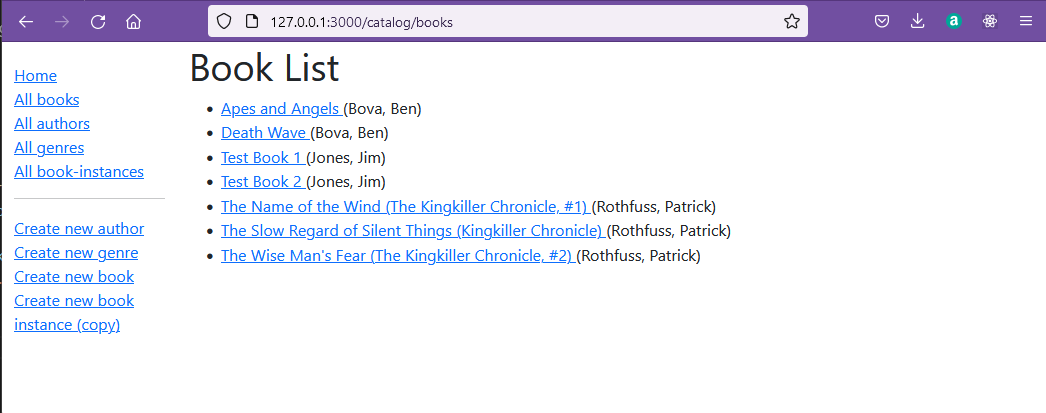 127.0.0.1:3000/catalog/books
Home
All books
All authors
All genres
All book-instances
Create new author
Create new genre
Create new book
Create new book
instance (copy)
Book List
Apes and Angels (Bova, Ben)
Death Wave (Bova, Ben)
Test Book 1 (Jones, Jim)
Test Book 2 (Jones, Jim)
The Name of the Wind (The Kingkiller Chronicle, #1) (Rothfuss, Patrick)
The Slow Regard of Silent Things (Kingkiller Chronicle) (Rothfuss, Patrick)
The Wise Man's Fear (The Kingkiller Chronicle, #2) (Rothfuss, Patrick)